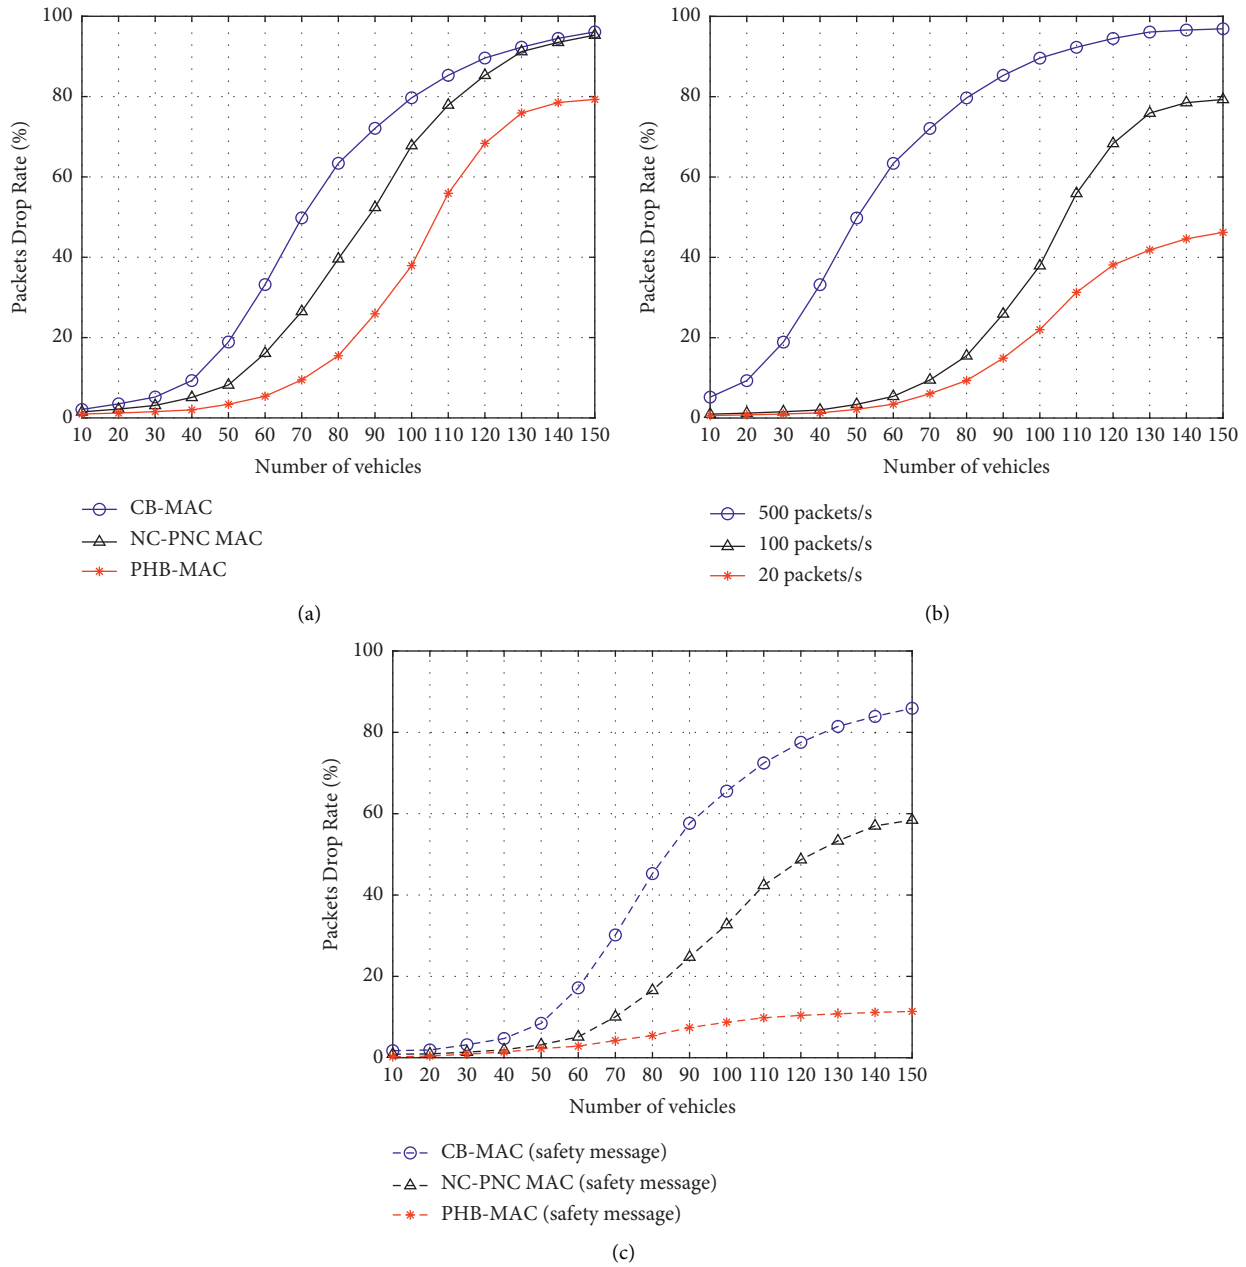 Packets Drop Rate (%)
100
80
60
40
20
0
10 20 30 40 50 60 70 80 90 100 110 120 130 140 150
Number of vehicles
CB-MAC
NC-PNC MAC
PHB-MAC
(a)
Packets Drop Rate (%)
100
80
60
40
20
0
10 20 30 40 50 60 70 80 90 100 110 120 130 140 150
Number of vehicles
500 packets/s
100 packets/s
20 packets/s
(b)
Packets Drop Rate (%)
100
80
60
40
20
0
10 20 30 40 50 60 70 80 90 100 110 120 130 140 150
Number of vehicles
CB-MAC (safety message)
NC-PNC MAC (safety message)
PHB-MAC (safety message)
(c)